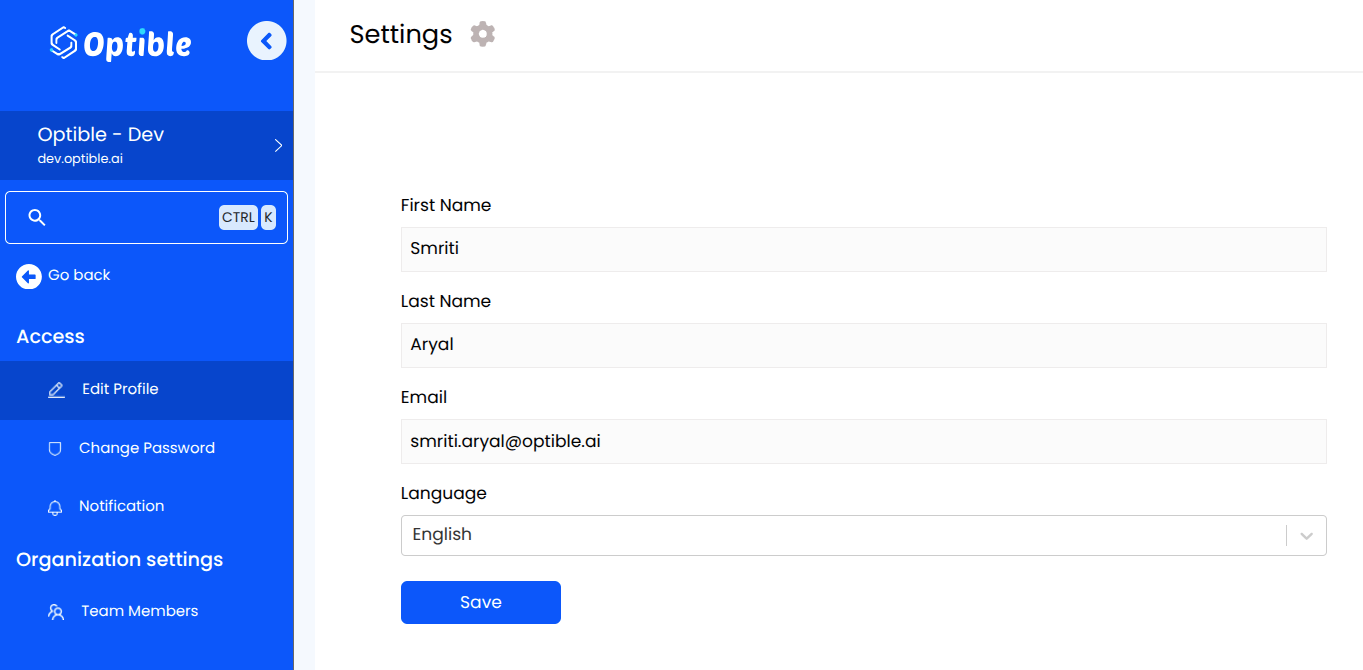 Optible
Optible - Dev
dev.optible.ai
CTRL K
Go back
Access
Edit Profile
Change Password
Notification
Organization settings
Team Members
Settings
First Name
Smriti
Last Name
Aryal
Email
smriti.aryal@optible.ai
Language
English
Save